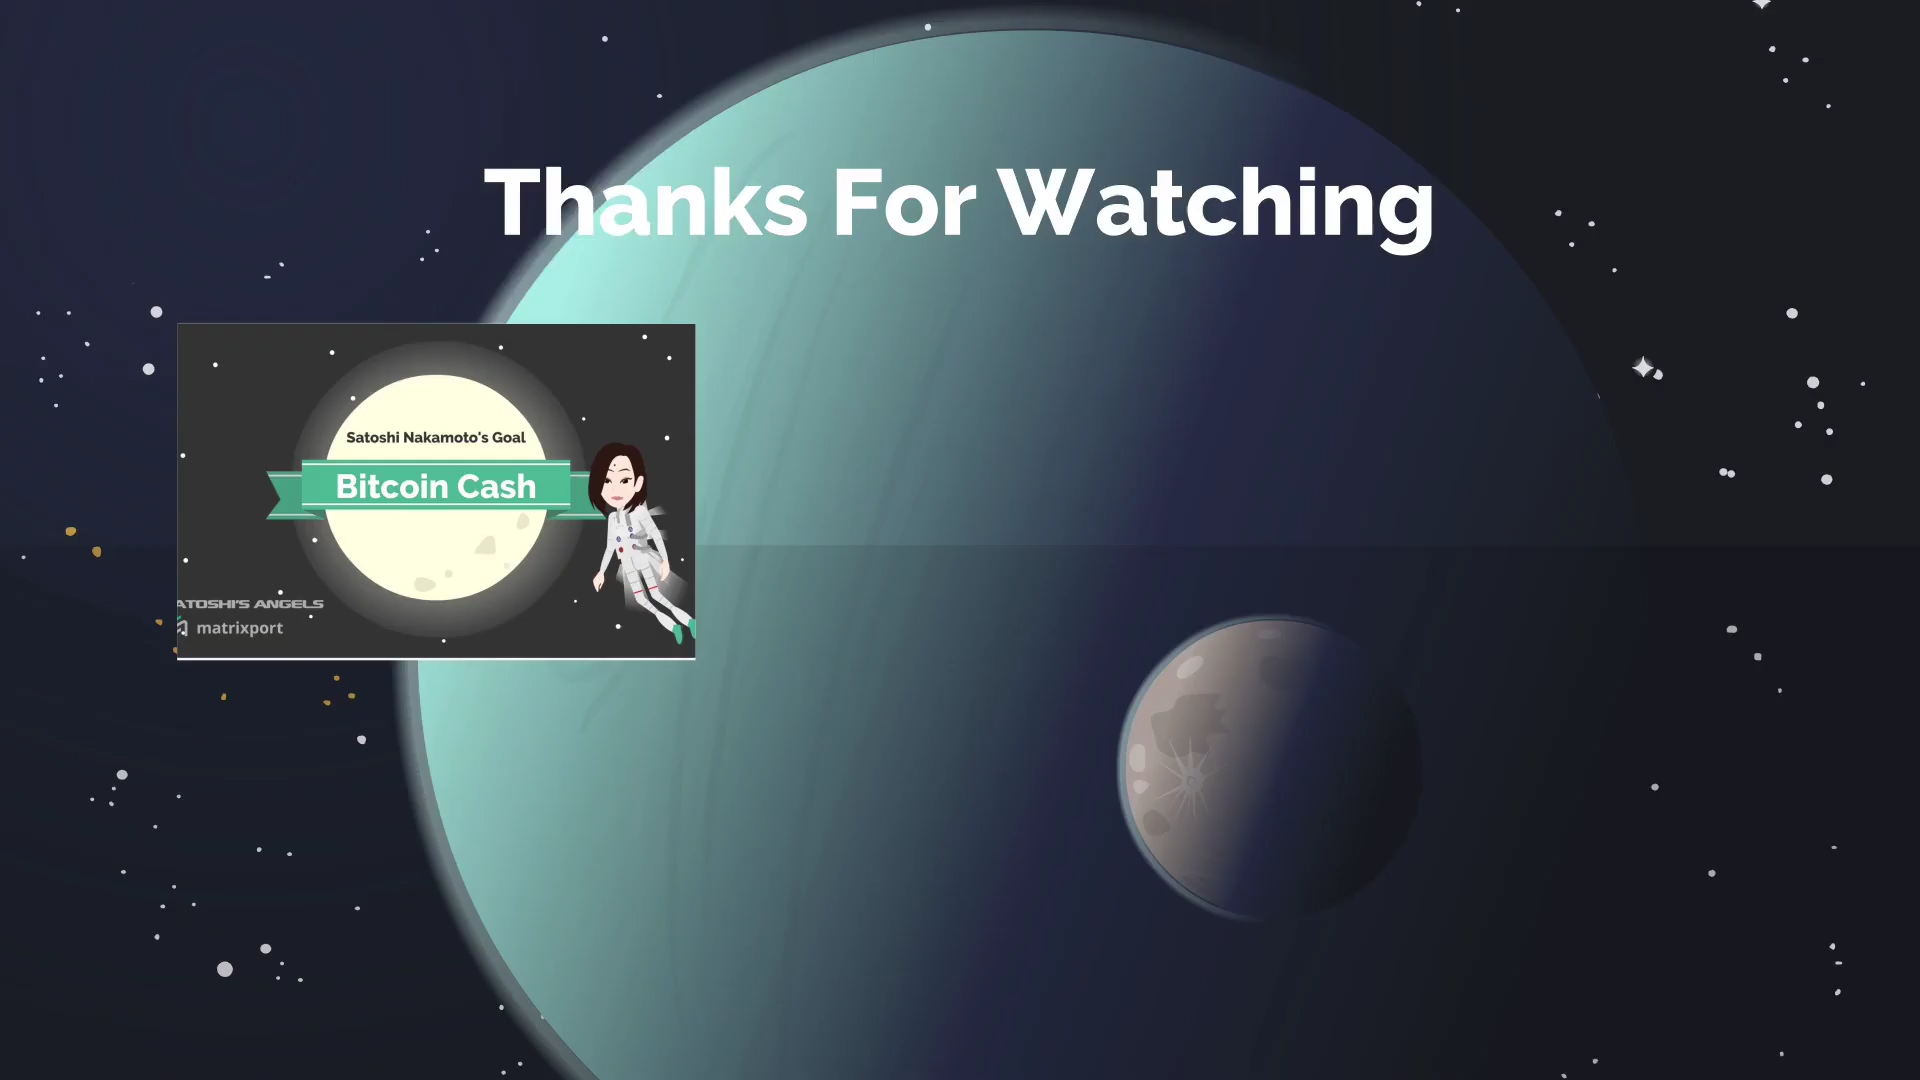 Thanks For Watching
Satoshi Nakamoto's Goal
Bitcoin Cash
ATOSHI'S ANGELS
matrixport